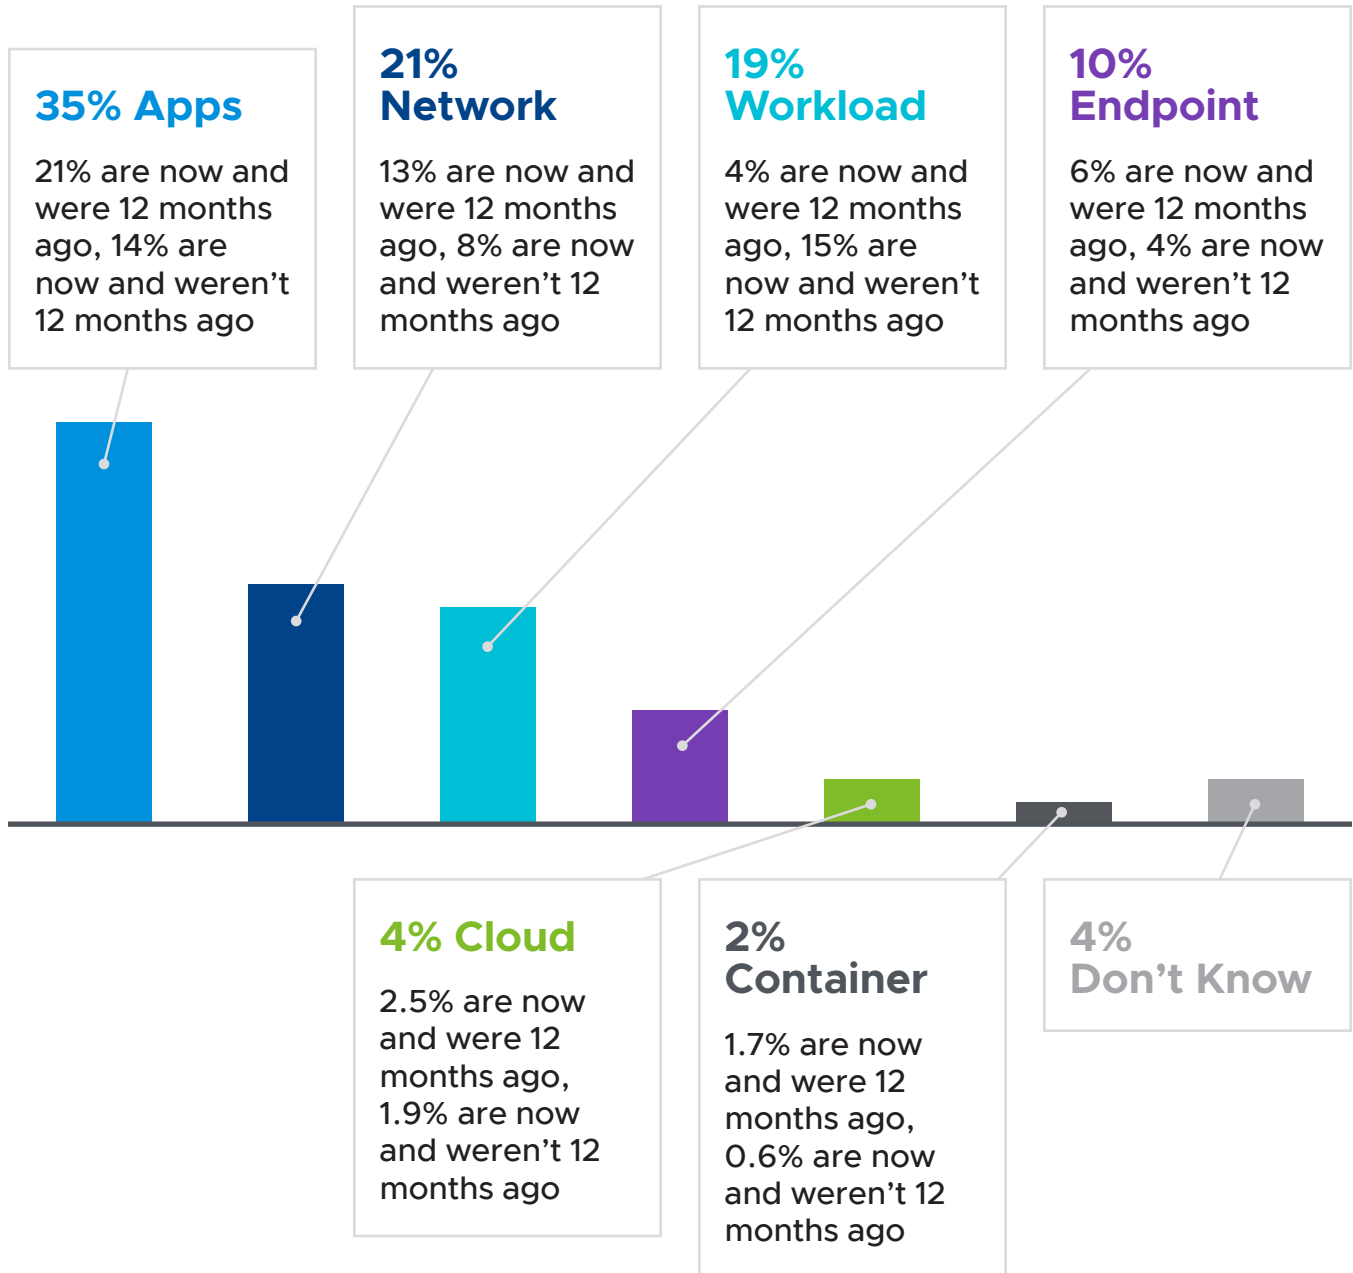 35% Apps
21% are now and
were 12 months
ago, 14% are
now and weren't
12 months ago
21%
Network
13% are now and
were 12 months
ago, 8% are now
and weren't 12
months ago
19%
Workload
4% are now and
were 12 months
ago, 15% are
now and weren't
12 months ago
10%
Endpoint
6% are now and
were 12 months
ago, 4% are now
and weren't 12
months ago
4% Cloud
2.5% are now
and were 12
months ago,
1.9% are now
and weren't 12
months ago
2%
Container
1.7% are now
and were 12
months ago,
0.6% are now
and weren't 12
months ago
4%
Don't Know